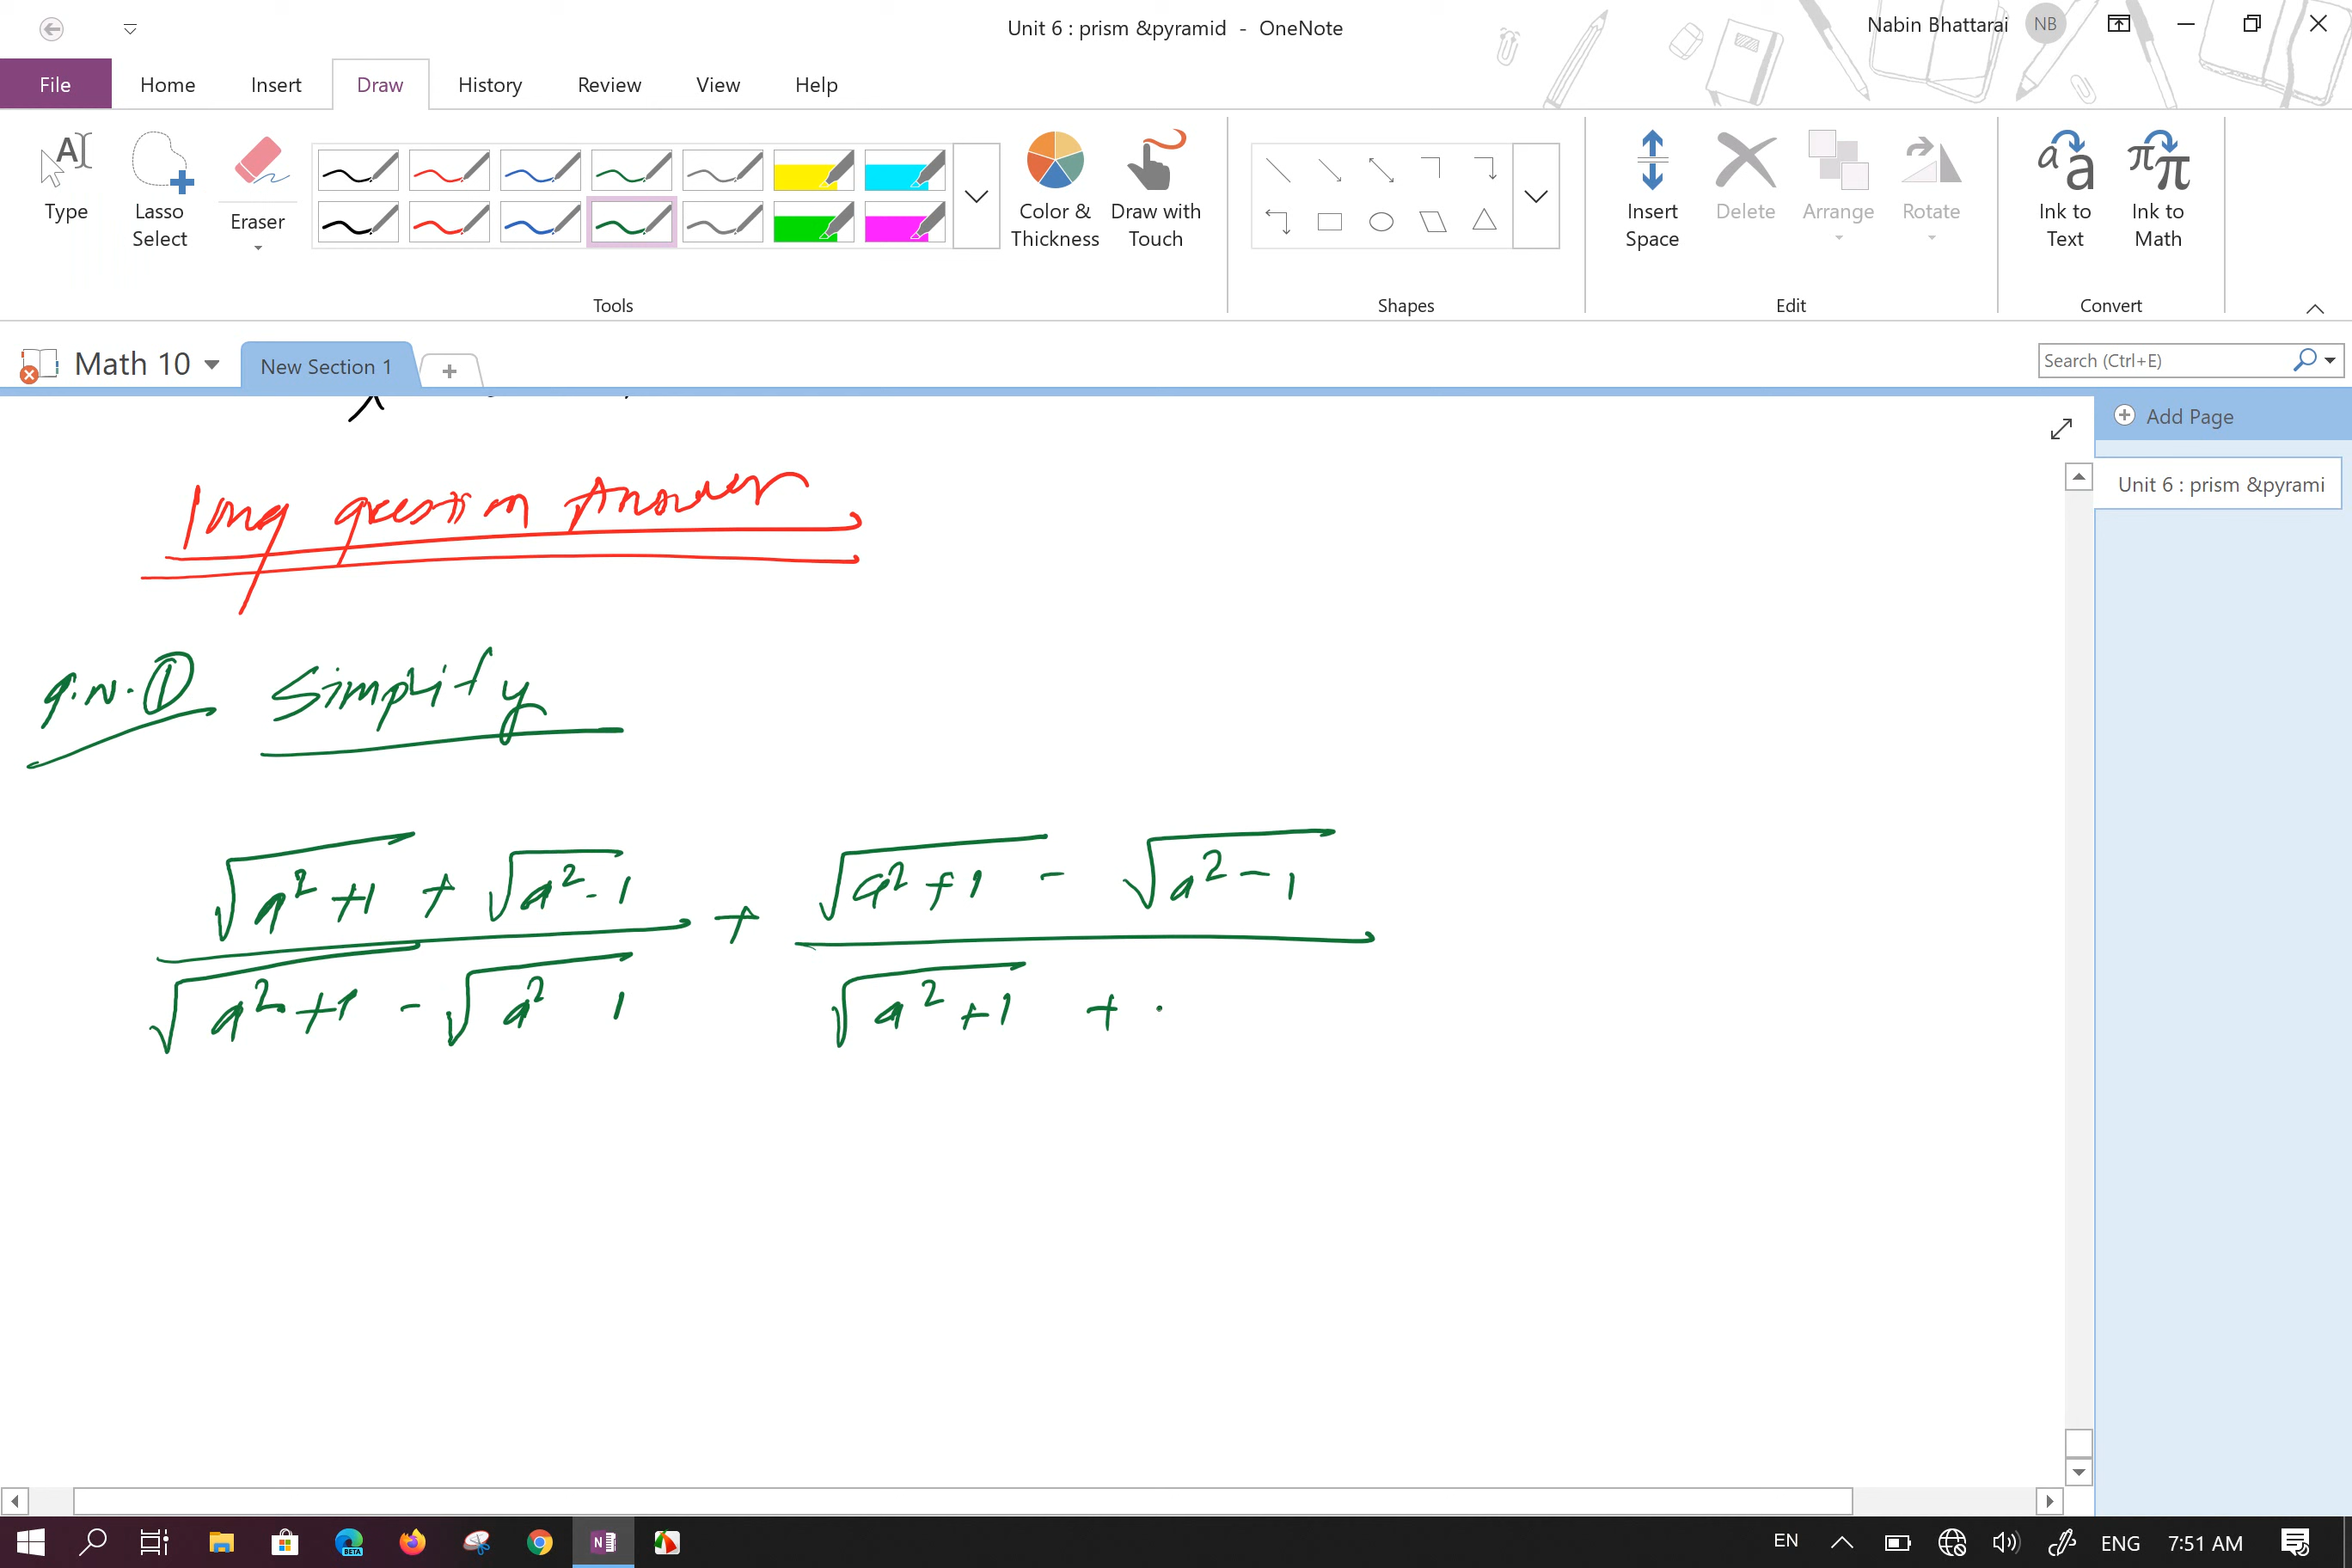 Unit 6 : prism &pyramid - OneNote
Nabin Bhattarai NB
File Home Insert Draw History Review View Help
Type
Lasso Select
Eraser
Color & Thickness
Draw with Touch
Insert Space
Delete
Arrange
Rotate
Ink to Text
Ink to Math
Tools Shapes Edit Convert
Math 10 New Section 1 +
Search (Ctrl+E)
Add Page
Unit 6 : prism &pyrami
long question Answer
q.n.① Simplify
√(a²+1) + √(a²-1) + √(a²+1) - √(a²-1)
√(a²+1) - √(a² 1) √(a²+1) + .
EN ENG 7:51 AM